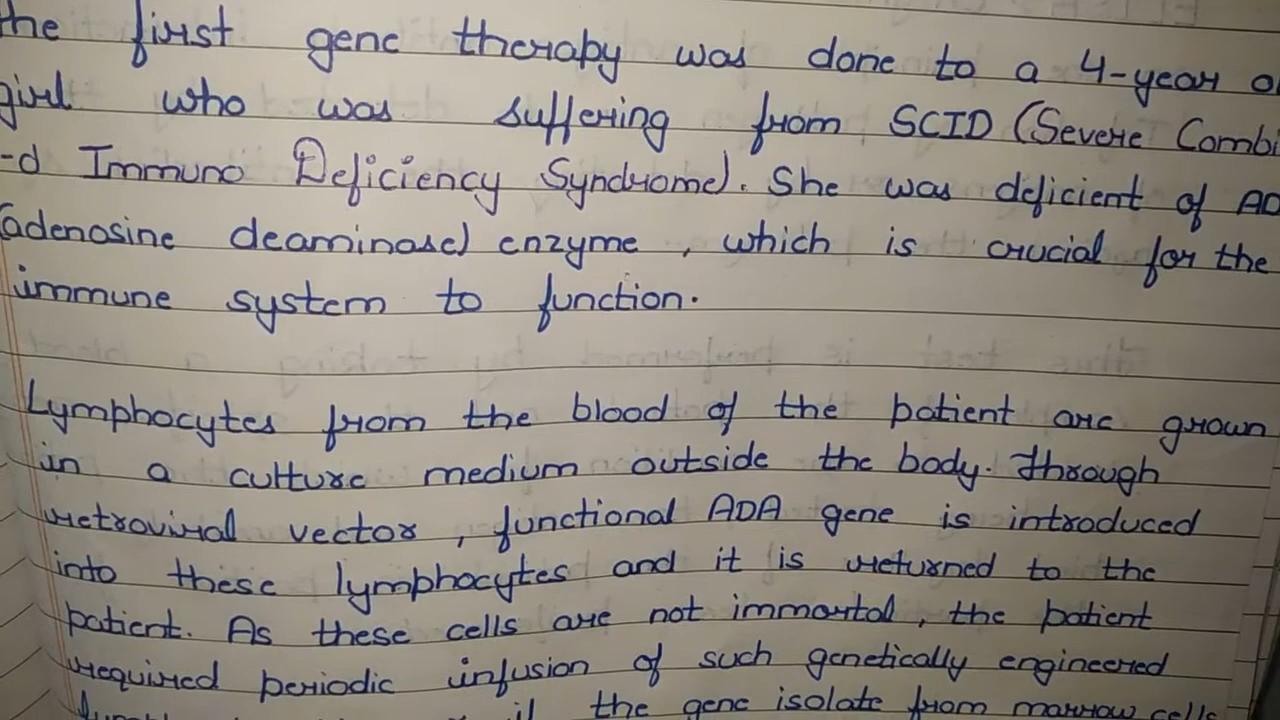 the first gene therapy was done to a 4-year ol
girl who was suffering from SCID (Severe Combi
-d Immuno Deficiency Syndrome). She was deficient of AD
(adenosine deaminase) enzyme, which is crucial for the
immune system to function.
Lymphocytes from the blood of the patient are grown
in a culture medium outside the body. Through
retroviral vector, functional ADA gene is introduced
into these lymphocytes and it is returned to the
patient. As these cells are not immortal, the patient
required periodic infusion of such genetically engineered
the gene isolate from marrow cells